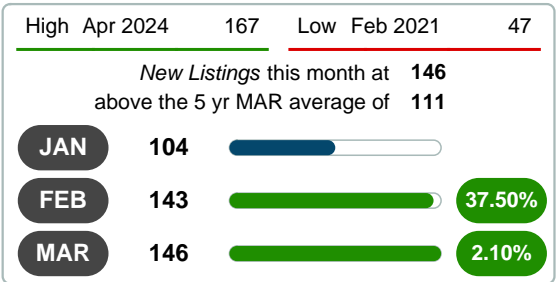 High Apr 2024 167 Low Feb 2021 47
New Listings this month at 146
above the 5 yr MAR average of 111
JAN 104
FEB 143 37.50%
MAR 146 2.10%